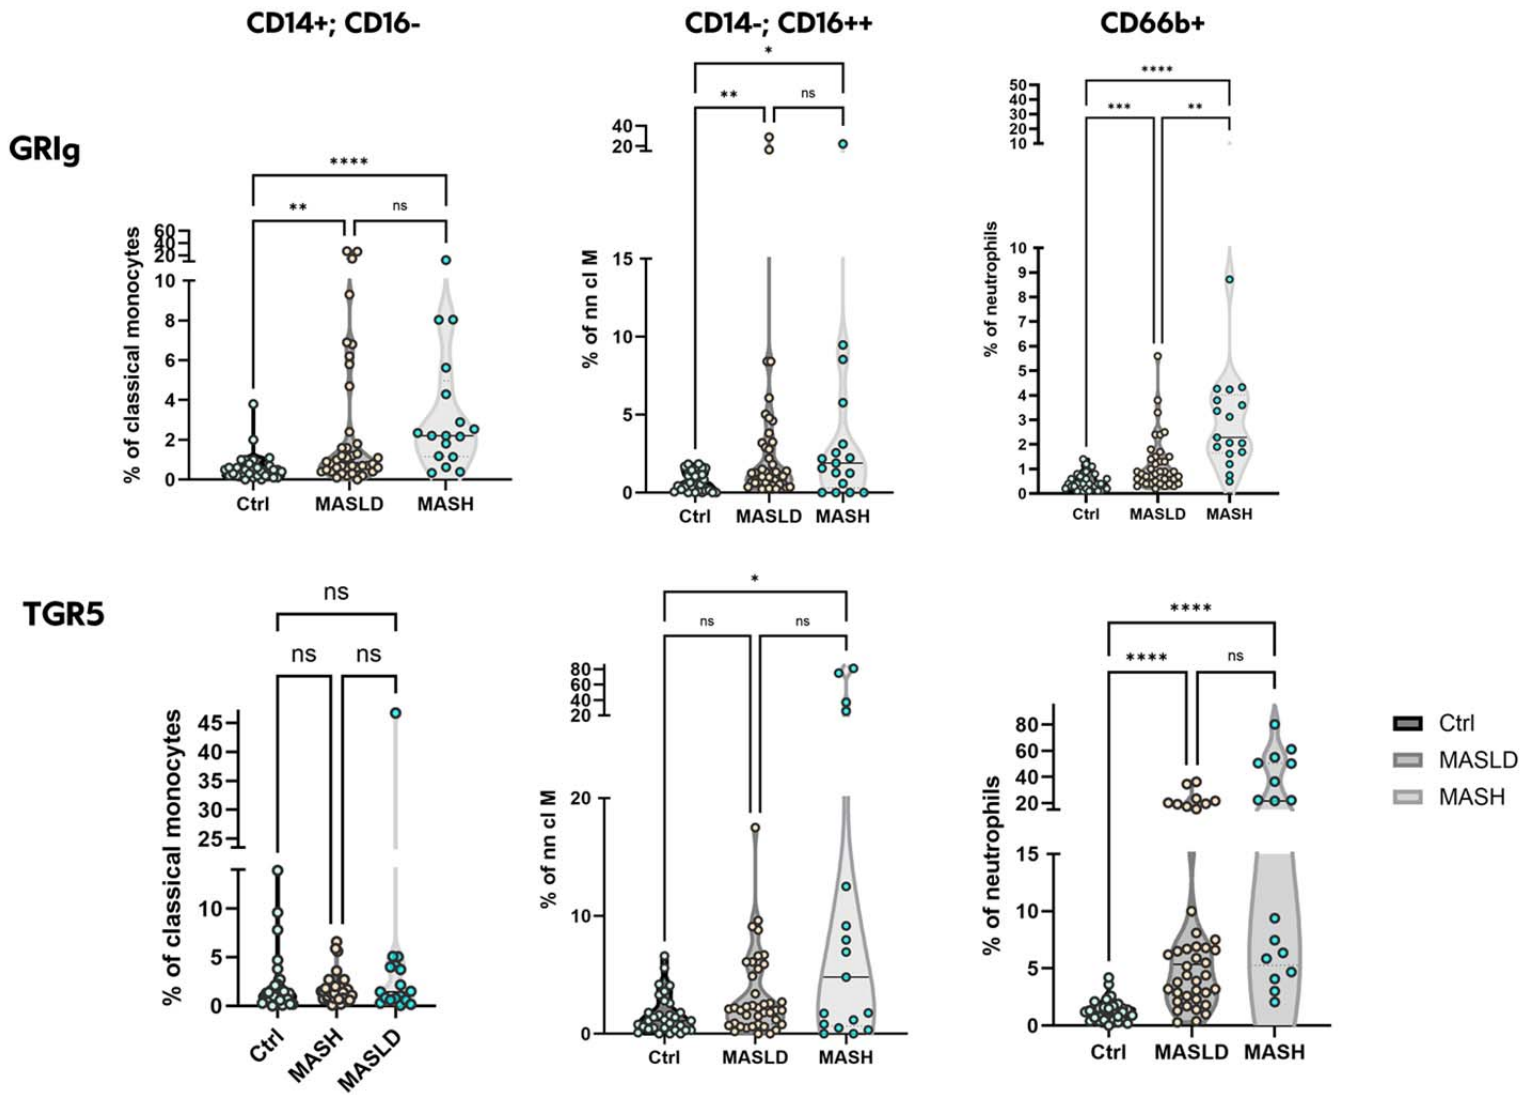 CD14+; CD16-
CD14-; CD16++
CD66b+
GRIg
% of classical monocytes
60
40
20
10
8
6
4
2
0
****
**
ns
Ctrl
MASLD
MASH
% of nn cl M
40
20
15
10
5
0
*
**
ns
Ctrl
MASLD
MASH
% of neutrophils
50
40
30
20
10
10
9
8
7
6
5
4
3
2
1
0
****
***
**
Ctrl
MASLD
MASH
TGR5
% of classical monocytes
45
40
35
30
25
10
5
0
ns
ns
ns
Ctrl
MASH
MASLD
% of nn cl M
80
60
40
20
20
10
0
*
ns
ns
Ctrl
MASLD
MASH
% of neutrophils
80
60
40
20
15
10
5
0
****
****
ns
Ctrl
MASLD
MASH
Ctrl
MASLD
MASH